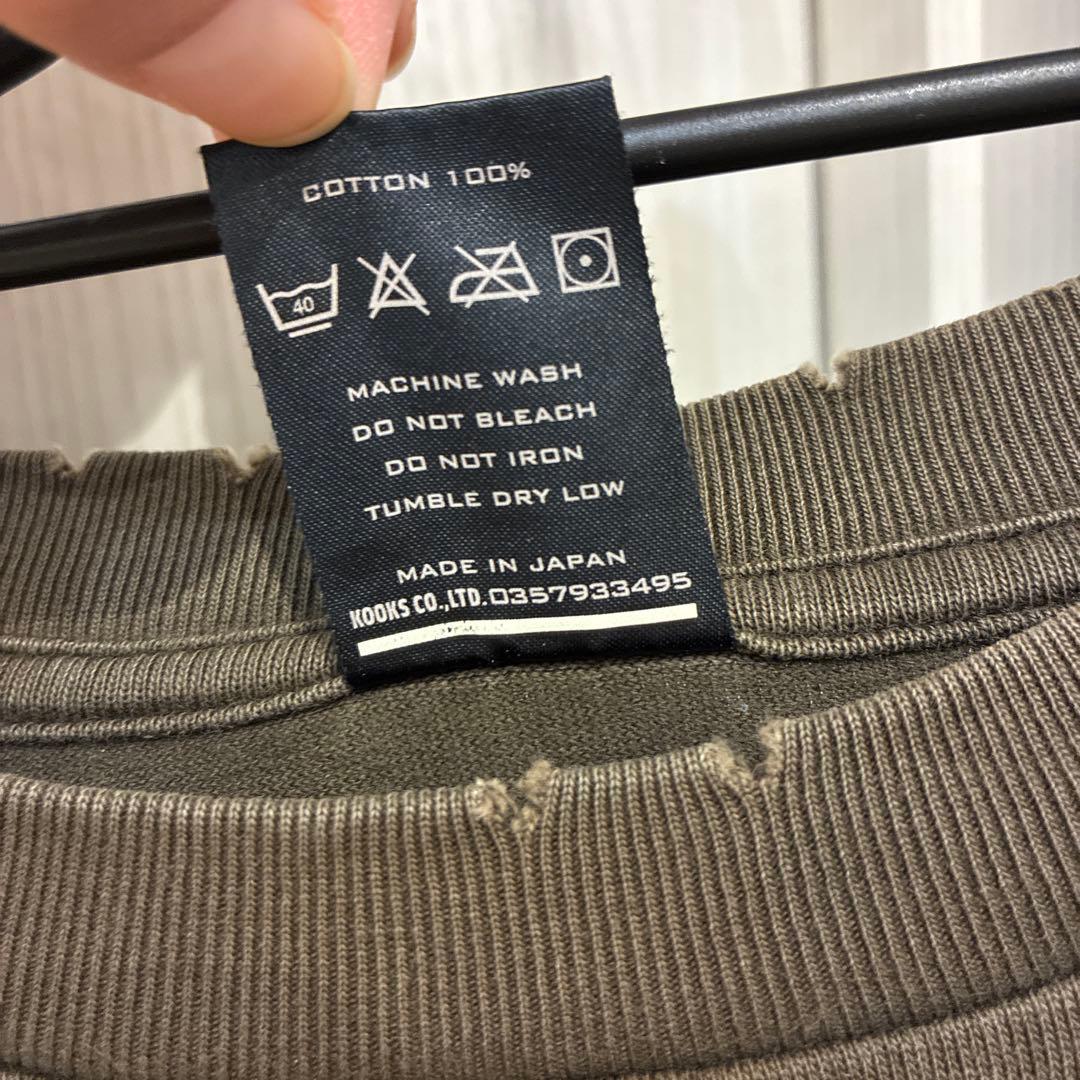 COTTON 100%
40
MACHINE WASH
DO NOT BLEACH
DO NOT IRON
TUMBLE DRY LOW
MADE IN JAPAN
KOOKS CO.,LTD.0357933495